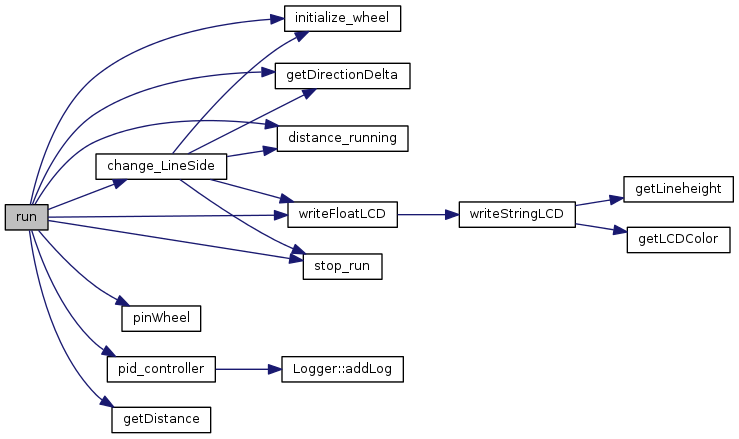 initialize_wheel
getDirectionDelta
distance_running
change_LineSide
getLineheight
run
writeFloatLCD
writeStringLCD
getLCDColor
stop_run
pinWheel
pid_controller
Logger::addLog
getDistance